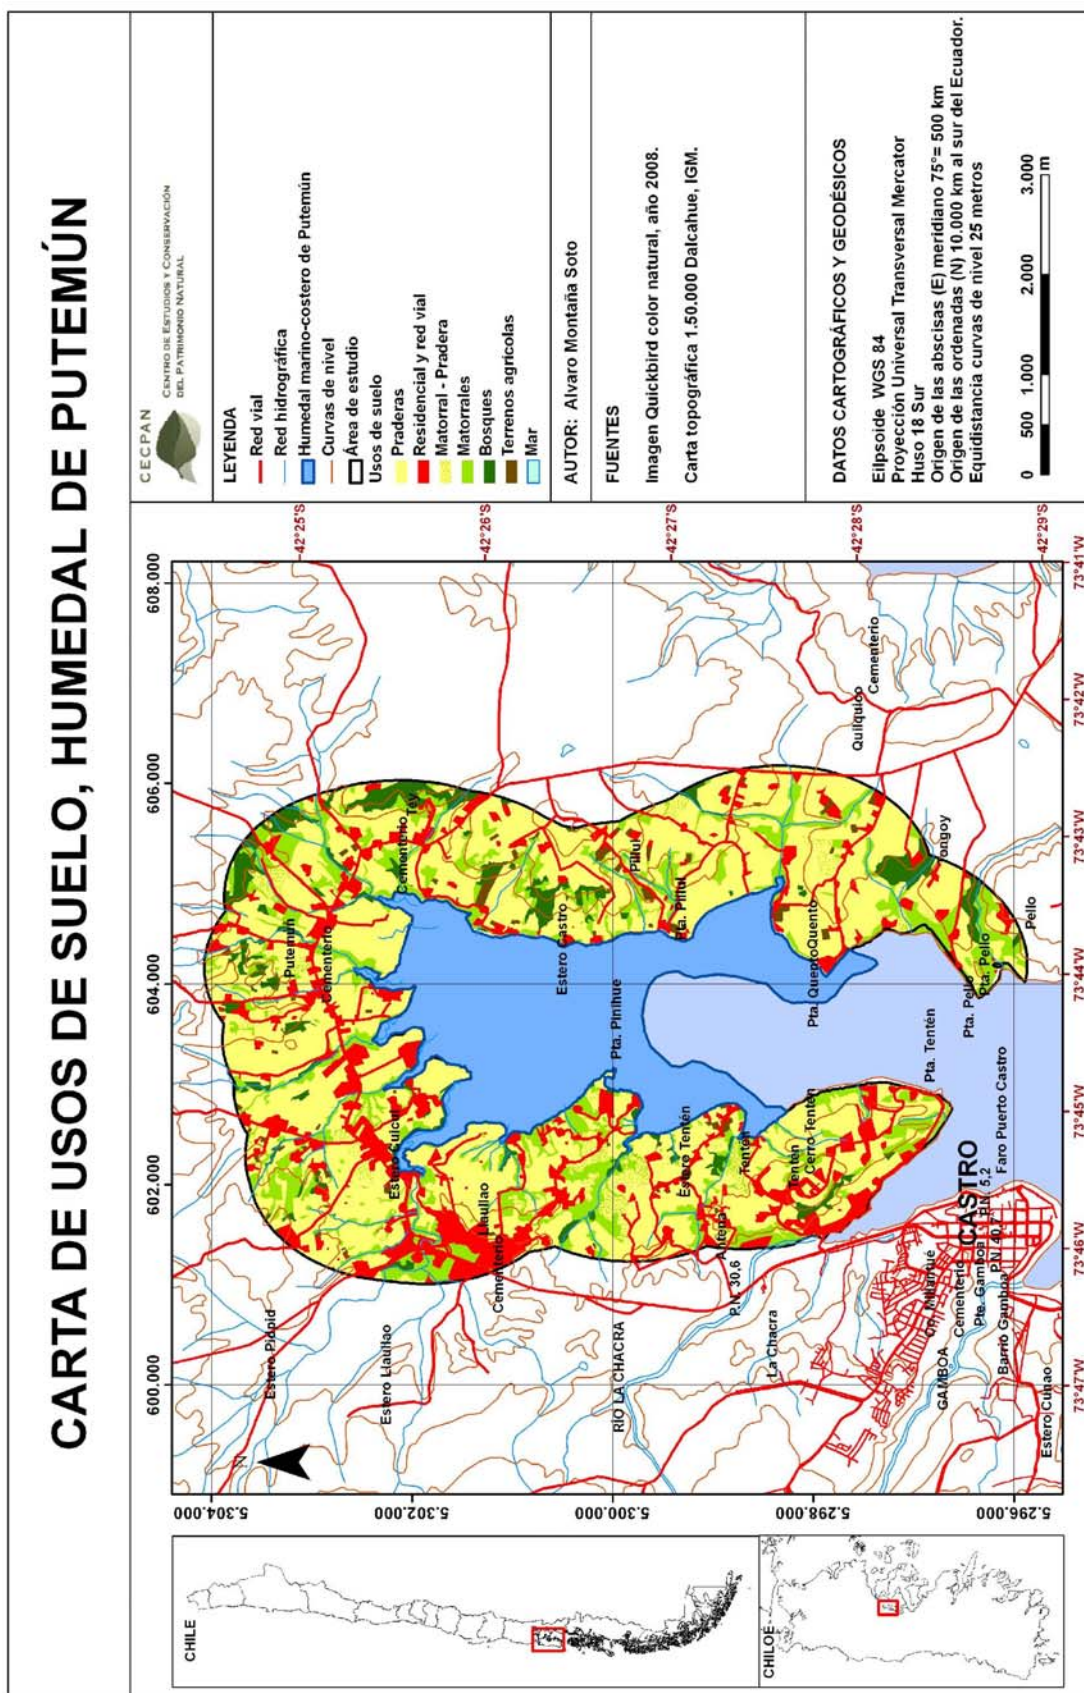 CARTA DE USOS DE SUELO, HUMEDAL DE PUTEMÚN
CHILE
CHILOÉ
N
600.000
602.000
604.000
606.000
608.000
5.304.000
5.302.000
5.300.000
5.298.000
5.296.000
42°25'S
42°26'S
42°27'S
42°28'S
42°29'S
73°47'W
73°46'W
73°45'W
73°44'W
73°43'W
73°42'W
73°41'W
Estero Pidpid
Estero Llaullao
RÍO LA CHACRA
La Chacra
P.N. 30,6
Antena
GAMBOA
Estero Culnao
Barrio Gamboa
Pte. Gamboa
Cementerio
Cp. Millantué
P.N. 40,7
P.N. 5,2
CASTRO
Faro Puerto Castro
Cementerio
Llaullao
Estero Culcul
Estero Tentén
Tentén
Tentén
Cerro Tentén
Pta. Tentén
Pta. Pinihue
Estero Castro
Putemún
Cementerio
Cementerio
Tey
Pillul
Pta. Pillul
Pta. Quento
Quento
Yongoy
Pta. Pello
Pta. Pello
Pello
Quilquico
Cementerio
CECPAN
CENTRO DE ESTUDIOS Y CONSERVACIÓN
DEL PATRIMONIO NATURAL
LEYENDA
Red vial
Red hidrográfica
Humedal marino-costero de Putemún
Curvas de nivel
Área de estudio
Usos de suelo
Praderas
Residencial y red vial
Matorral - Pradera
Matorrales
Bosques
Terrenos agrícolas
Mar
AUTOR: Alvaro Montaña Soto
FUENTES
Imagen Quickbird color natural, año 2008.
Carta topográfica 1.50.000 Dalcahue, IGM.
DATOS CARTOGRÁFICOS Y GEODÉSICOS
Eilpsoide WGS 84
Proyección Universal Transversal Mercator
Huso 18 Sur
Origen de las abscisas (E) meridiano 75°= 500 km
Origen de las ordenadas (N) 10.000 km al sur del Ecuador.
Equidistancia curvas de nivel 25 metros
0 500 1.000 2.000 3.000
m